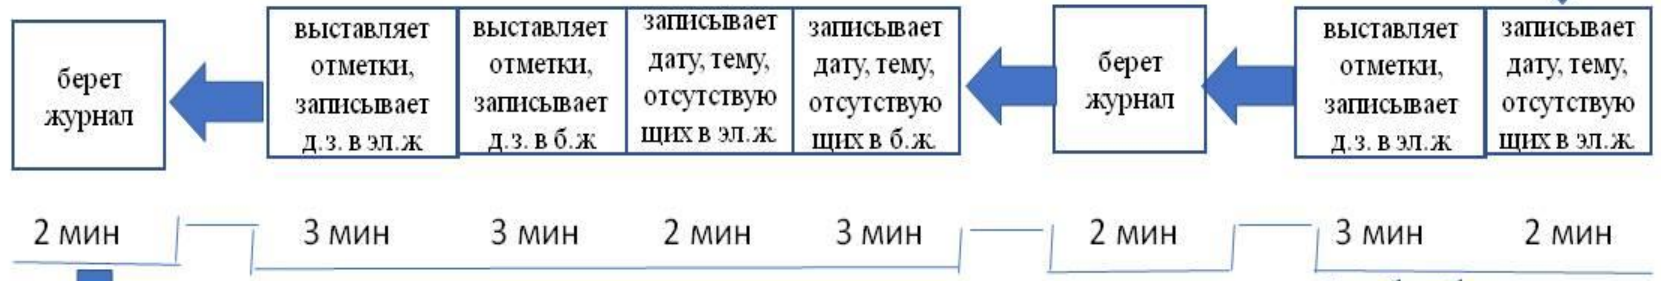 берет
журнал
выставляет
отметки,
записывает
д.з. в эл.ж
выставляет
отметки,
записывает
д.з. в б.ж
записывает
дату, тему,
отсутствую
щих в эл.ж.
записывает
дату, тему,
отсутствую
щих в б.ж.
берет
журнал
выставляет
отметки,
записывает
д.з. в эл.ж
записывает
дату, тему,
отсутствую
щих в эл.ж.
2 мин
3 мин
3 мин
2 мин
3 мин
2 мин
3 мин
2 мин